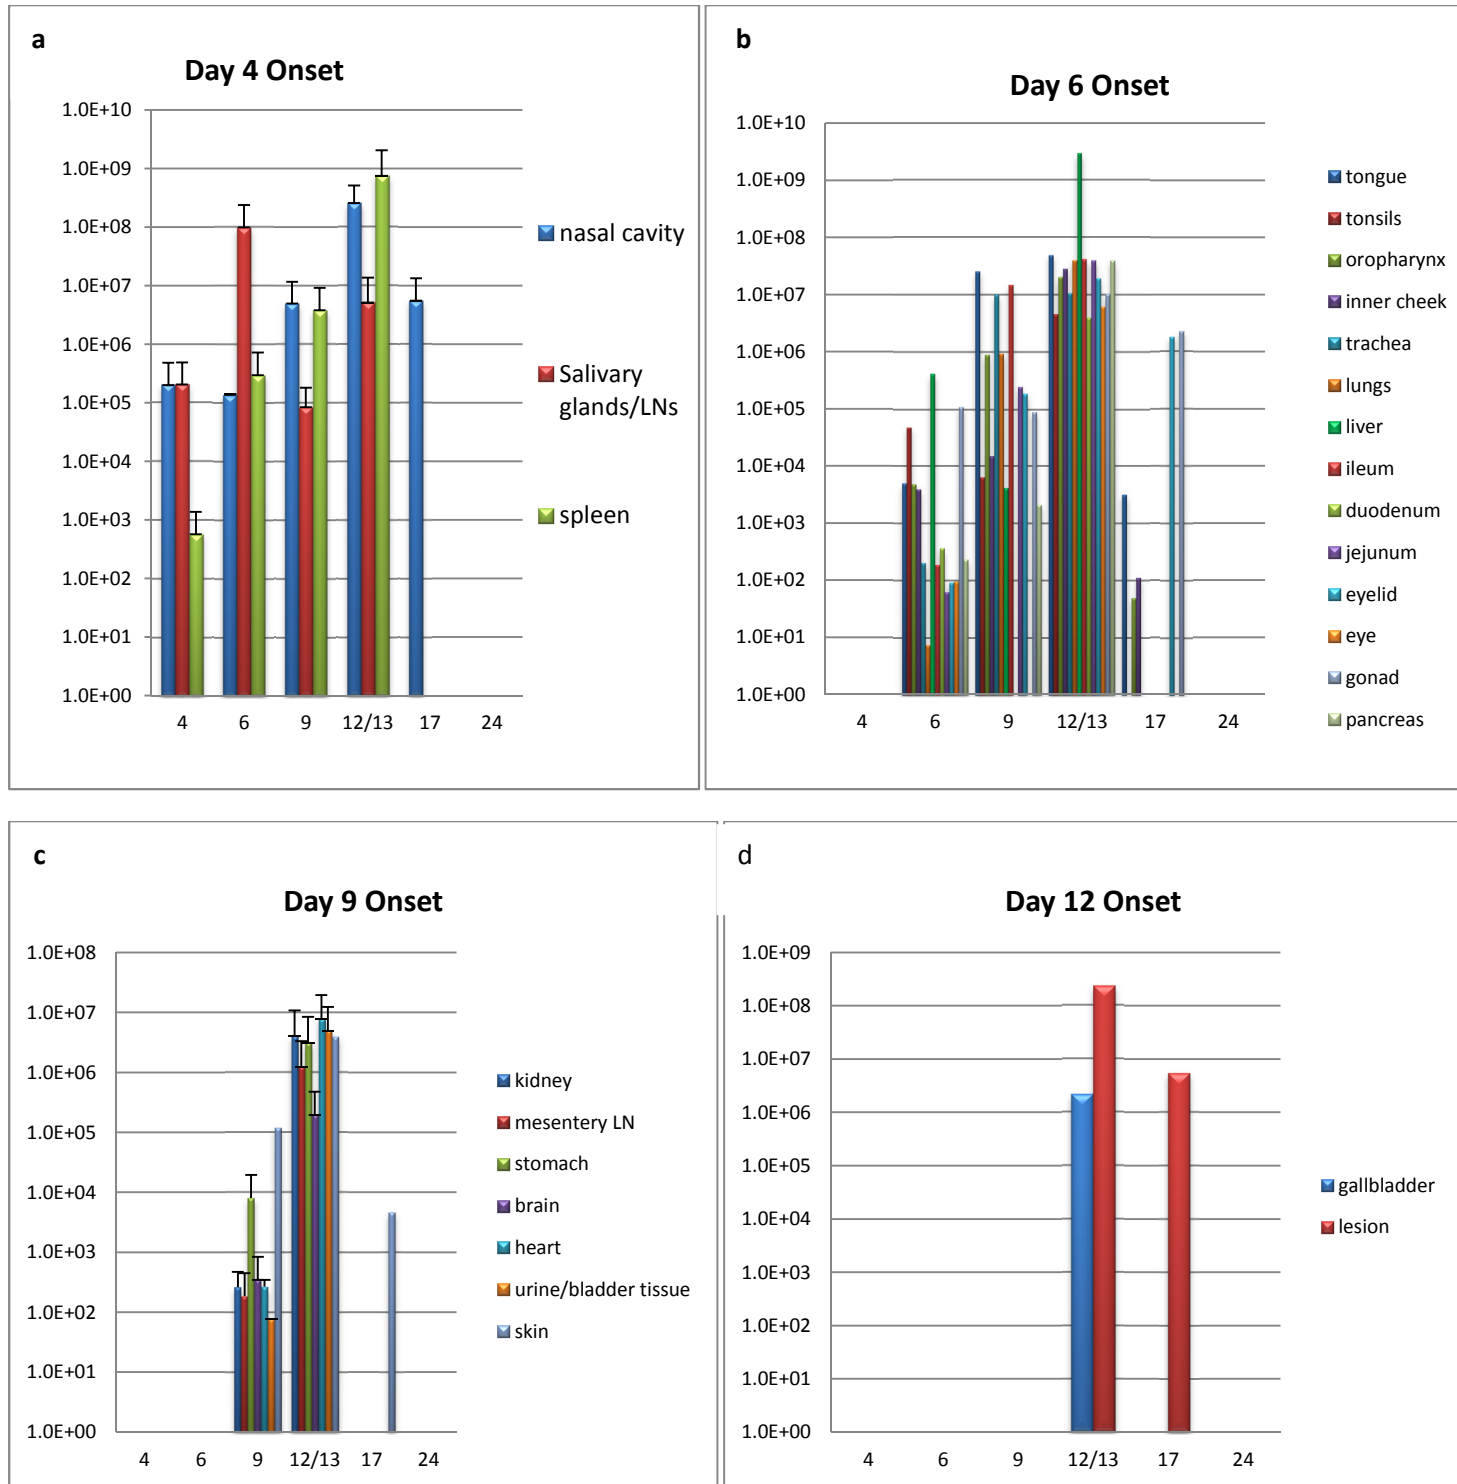 a
Day 4 Onset
1.0E+10
1.0E+09
1.0E+08
1.0E+07
1.0E+06
1.0E+05
1.0E+04
1.0E+03
1.0E+02
1.0E+01
1.0E+00
4 6 9 12/13 17 24
nasal cavity
Salivary
glands/LNs
spleen
b
Day 6 Onset
1.0E+10
1.0E+09
1.0E+08
1.0E+07
1.0E+06
1.0E+05
1.0E+04
1.0E+03
1.0E+02
1.0E+01
1.0E+00
4 6 9 12/13 17 24
tongue
tonsils
oropharynx
inner cheek
trachea
lungs
liver
ileum
duodenum
jejunum
eyelid
eye
gonad
pancreas
c
Day 9 Onset
1.0E+08
1.0E+07
1.0E+06
1.0E+05
1.0E+04
1.0E+03
1.0E+02
1.0E+01
1.0E+00
4 6 9 12/13 17 24
kidney
mesentery LN
stomach
brain
heart
urine/bladder tissue
skin
d
Day 12 Onset
1.0E+09
1.0E+08
1.0E+07
1.0E+06
1.0E+05
1.0E+04
1.0E+03
1.0E+02
1.0E+01
1.0E+00
4 6 9 12/13 17 24
gallbladder
lesion